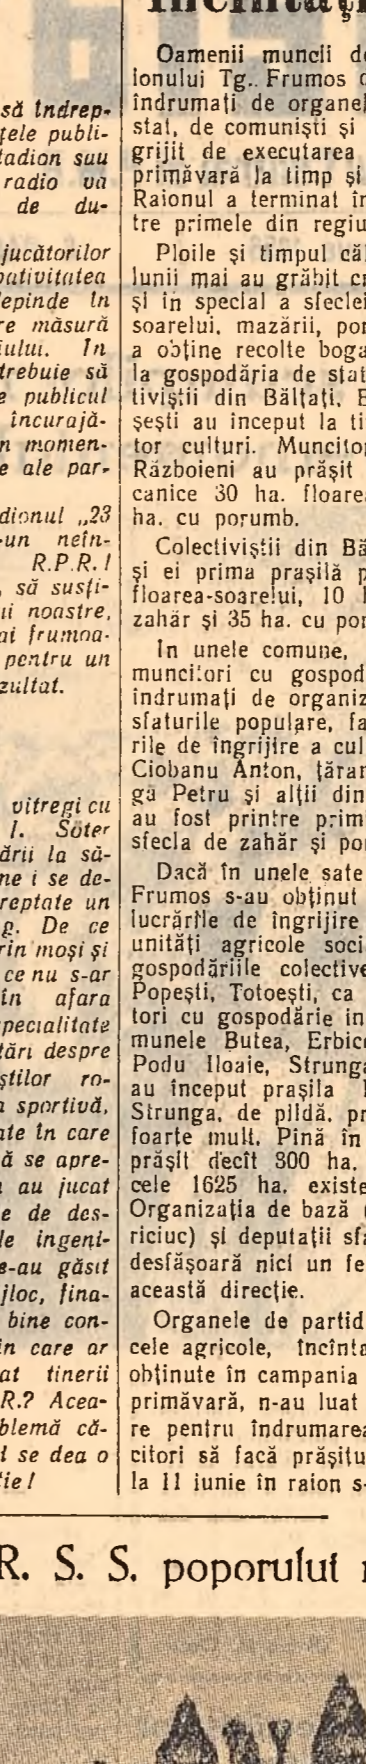 să îndrep-
țele publi-
tadion sau
radio va
de du-
jucătorilor
bativitatea
depinde în
re măsură
iului. În
trebuie să
e publicul
încurajă-
n momen-
e ale par-
dionul „23
-un neîn-
R.P.R.!
, să susți-
ui noastre,
ai frumoa-
pentru un
zultat.
vitregi cu
I. Söter
ării la să-
ne i se de-
reptate un
g. De ce
rin moși și
ce nu s-ar
în afara
specialitate
tări despre
știlor ro-
a sportivă,
ate în care
ă se apre-
a au jucat
e de des-
le ingeni-
e-au găsit
jloc, fina-
bine con-
în care ar
at tinerii
R.? Acea-
blemă că-
i se dea o
ție!
Oamenii muncii d
ionului Tg. Frumos
îndrumați de organel
stat, de comuniști și
grijit de executarea
primăvară la timp și
Raionul a terminat în
tre primele din regiu
Ploile și timpul căl
lunii mai au grăbit cr
și în special a sfeclei
soarelui, mazării, por
a obține recolte boga
la gospodăria de stat
tiviștii din Bălțați, E
șești au început la ti
tor culturi. Muncitor
Războieni au prășit
canice 30 ha. floare
ha. cu porumb.
Colectiviștii din Bă
și ei prima prașilă p
floarea-soarelui, 10 h
zahăr și 35 ha. cu por
In unele comune,
muncitori cu gospod
îndrumați de organiz
sfaturile populare, fa
rile de îngrijire a cul
Ciobanu Anton, țăran
ga Petru și alții din
au fost printre prim
sfecla de zahăr și po
Dacă în unele sate
Frumos s-au obținut
lucrările de îngrijire
unități agricole soci
gospodăriile colective
Popești, Totoești, ca
tori cu gospodărie in
munele Butea, Erbice
Podu Iloaie, Strunga
au început prașila
Strunga, de pildă, pr
foarte mult. Pînă în
prășit decît 300 ha.
cele 1625 ha. existe
Organizația de bază
riciuc) și deputații sfa
desfășoară nici un fe
această direcție.
Organele de partid
cele agricole, încînta
obținute în campania
primăvară, n-au luat
re pentru îndrumarea
citori să facă prășitu
la 11 iunie în raion s-
R. S. S. poporului